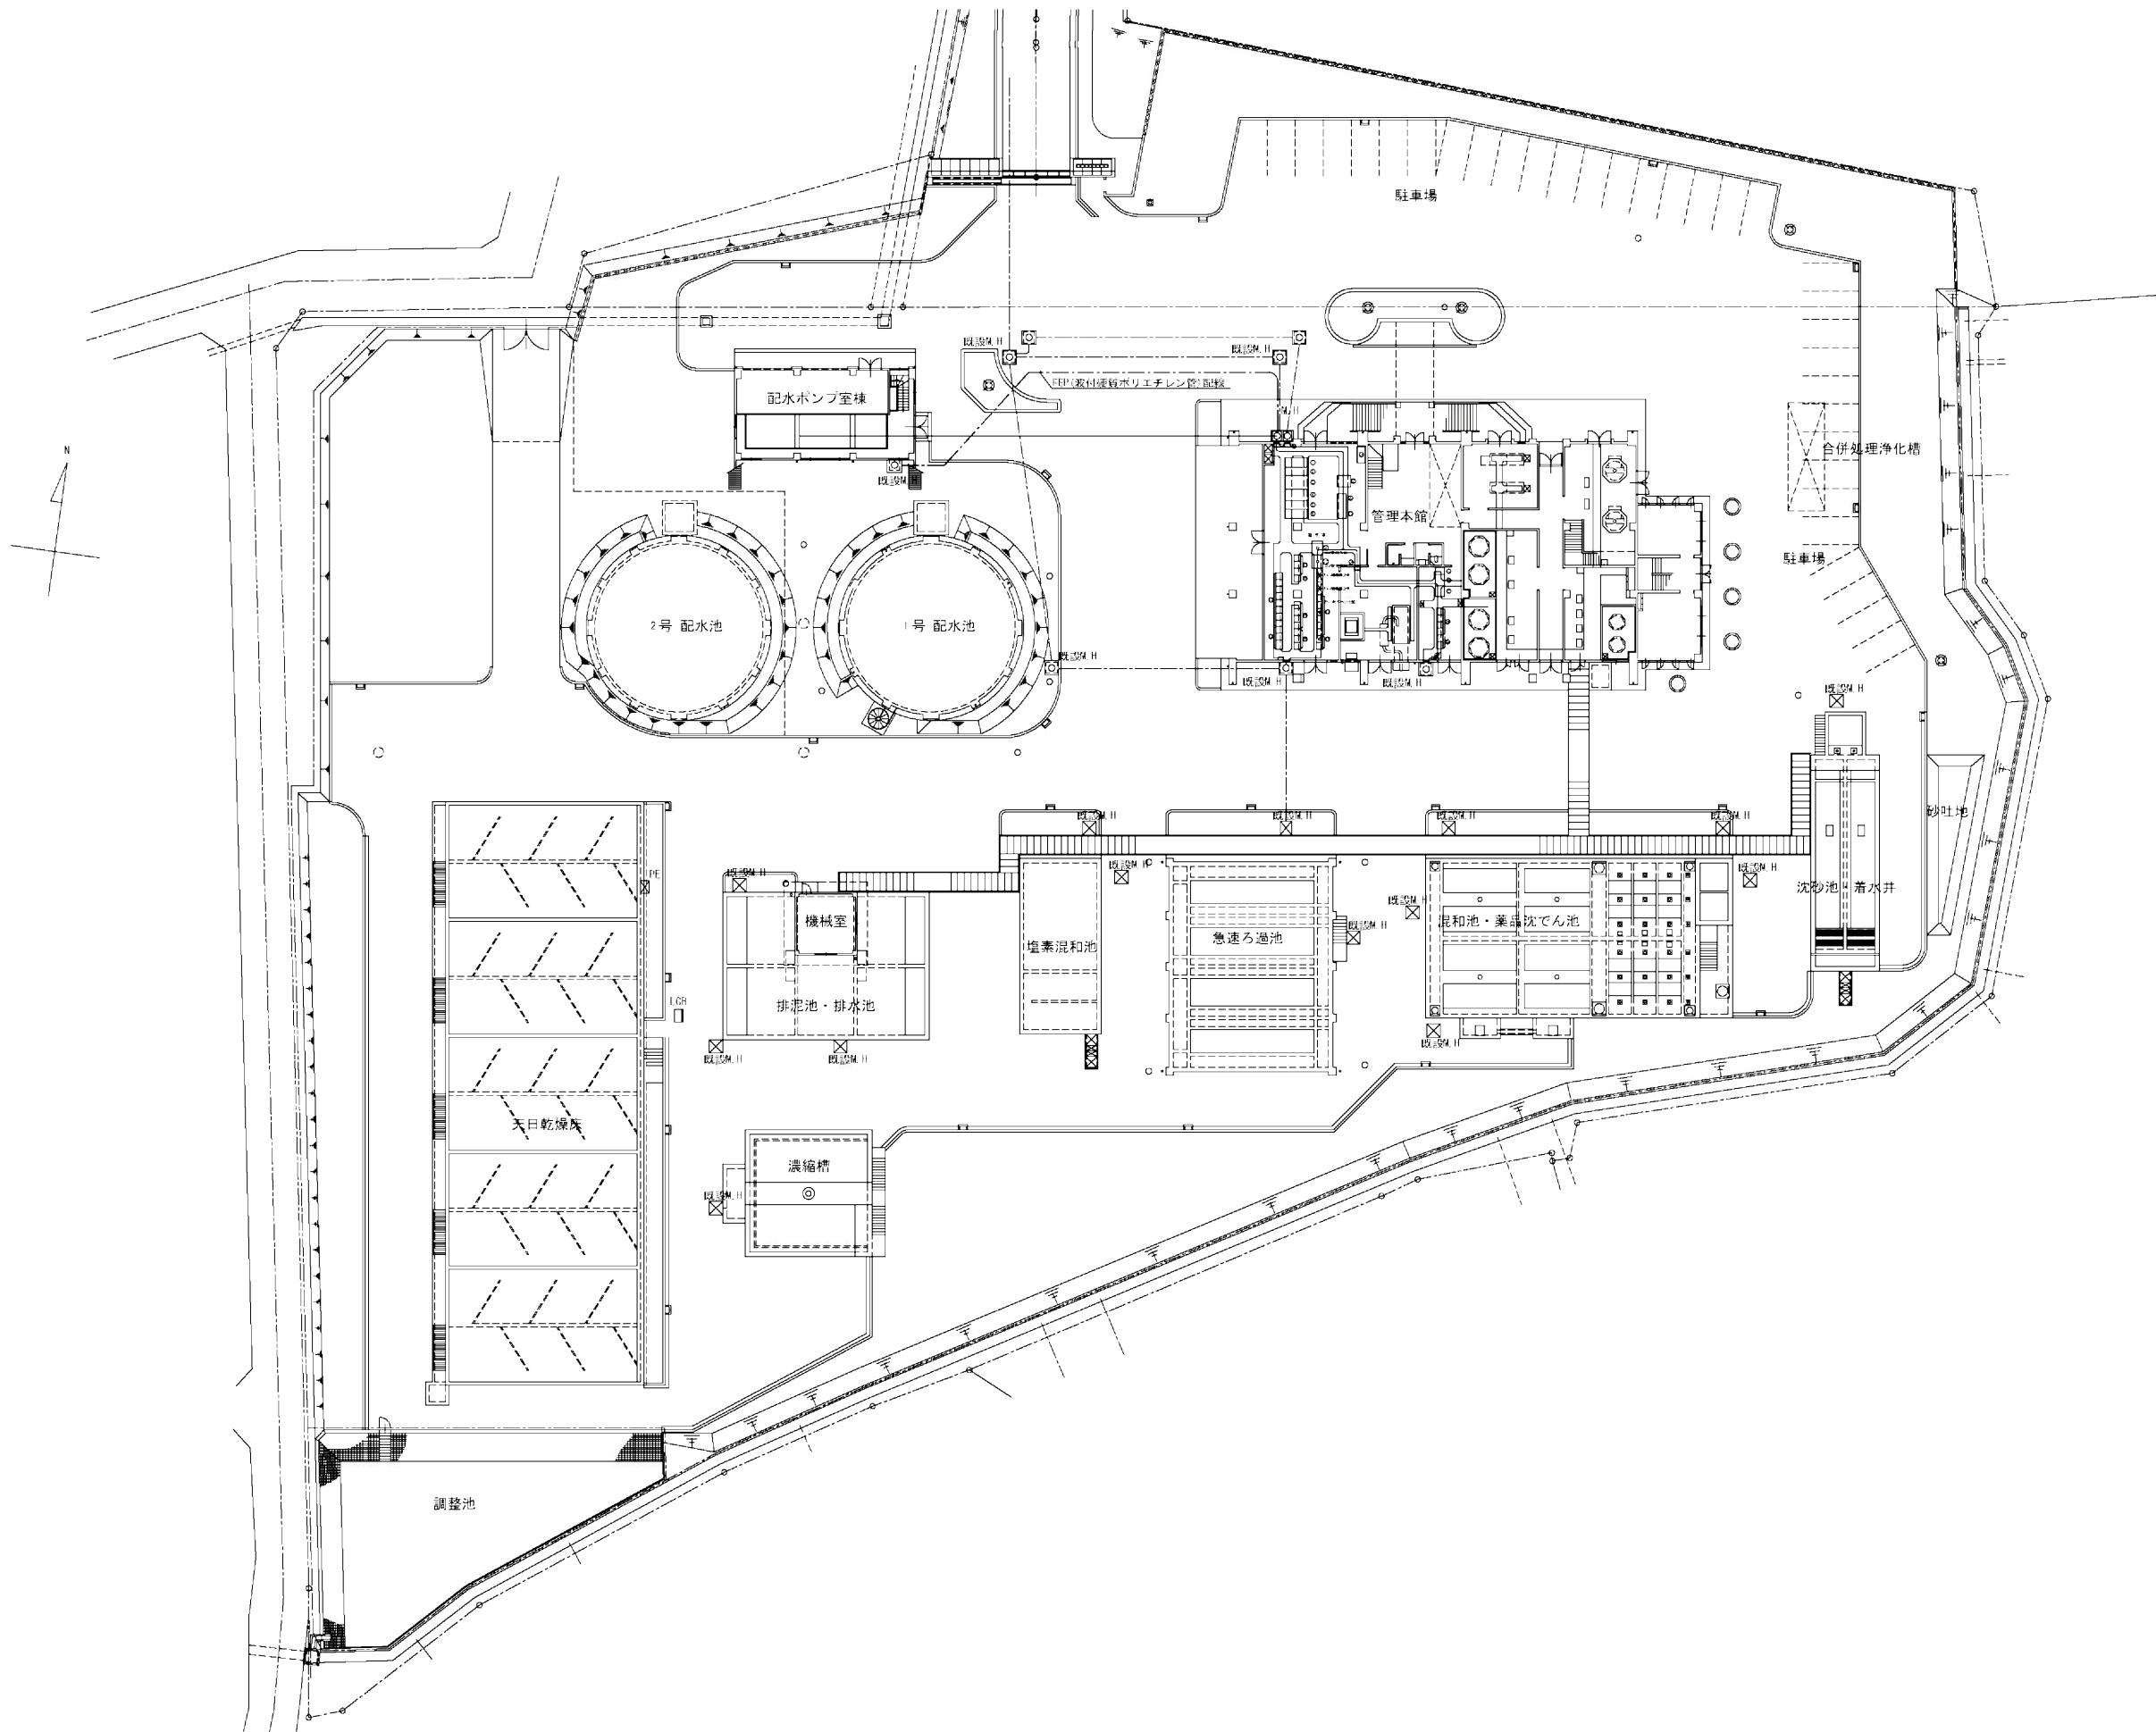 駐車場
N
既設M.H
既設M.H
FEP(波付硬質ポリエチレン管)配線
配水ポンプ室棟
M.H
合併処理浄化槽
既設M.H
管理本館
駐車場
2号 配水池
1号 配水池
既設M.H
既設M.H
既設M.H
既設M.H
砂吐地
既設M.H
既設M.H
既設M.H
既設M.H
既設M.H
既設M.H
PE
既設M.H
沈砂池・着水井
既設M.H
機械室
混和池・薬品沈でん池
既設M.H
急速ろ過池
塩素混和池
LCB
排泥池・排水池
既設M.H
既設M.H
既設M.H
天日乾燥床
濃縮槽
既設M.H
調整池